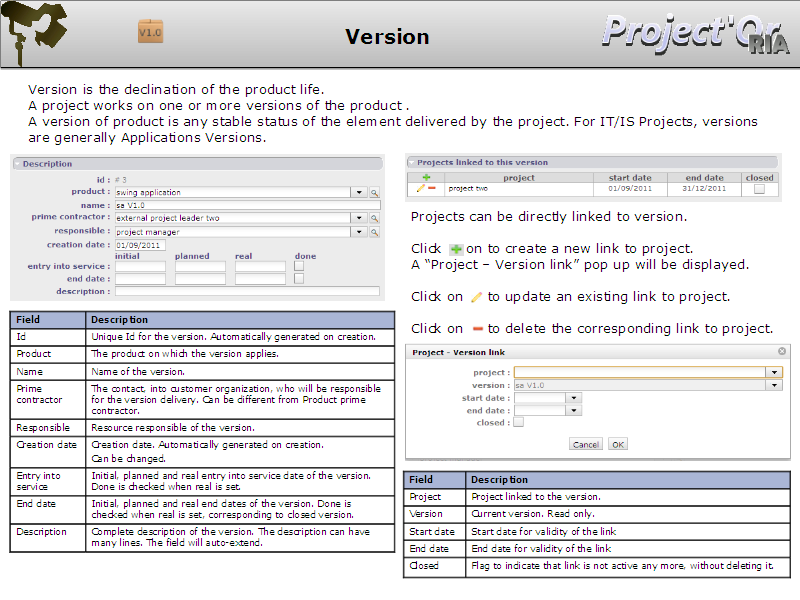 V1.0
Version
Project'Or
RIA
Version is the declination of the product life.
A project works on one or more versions of the product .
A version of product is any stable status of the element delivered by the project. For IT/IS Projects, versions
are generally Applications Versions.
Description
id : # 3
product : swing application
name : sa V1.0
prime contractor : external project leader two
responsible : project manager
creation date : 01/09/2011
initial planned real done
entry into service :
end date :
description :
Field Description
Id Unique Id for the version. Automatically generated on creation.
Product The product on which the version applies.
Name Name of the version.
Prime contractor The contact, into customer organization, who will be responsible
for the version delivery. Can be different from Product prime
contractor.
Responsible Resource responsible of the version.
Creation date Creation date. Automatically generated on creation.
Can be changed.
Entry into service Initial, planned and real entry into service date of the version.
Done is checked when real is set.
End date Initial, planned and real end dates of the version. Done is
checked when real is set, corresponding to closed version.
Description Complete description of the version. The description can have
many lines. The field will auto-extend.
Projects linked to this version
project start date end date closed
project two 01/09/2011 31/12/2011
Projects can be directly linked to version.
Click on to create a new link to project.
A “Project – Version link” pop up will be displayed.
Click on to update an existing link to project.
Click on to delete the corresponding link to project.
Project - Version link
project :
version : sa V1.0
start date :
end date :
closed :
Cancel OK
Field Description
Project Project linked to the version.
Version Current version. Read only.
Start date Start date for validity of the link
End date End date for validity of the link
Closed Flag to indicate that link is not active any more, without deleting it.